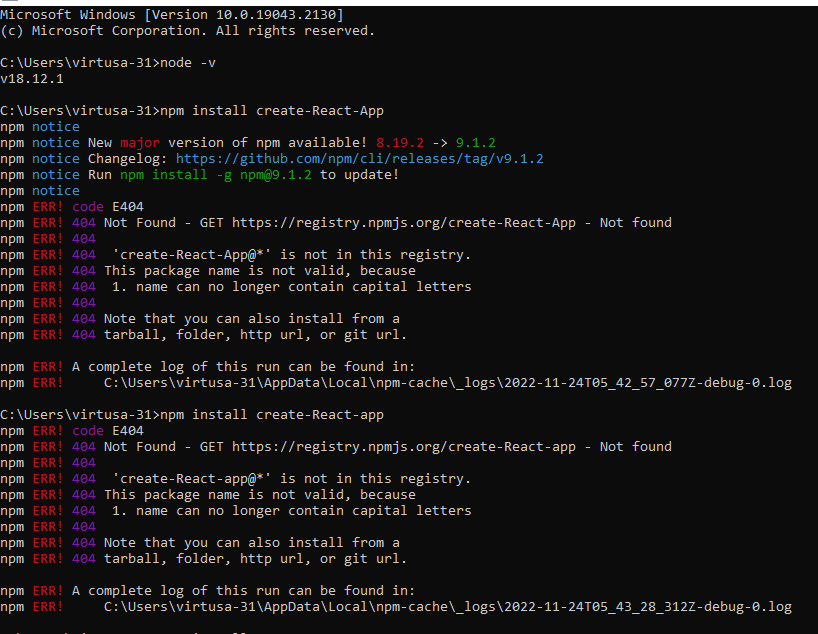 Microsoft Windows [Version 10.0.19043.2130]
(c) Microsoft Corporation. All rights reserved.
C:\Users\virtusa-31>node -v
v18.12.1
C:\Users\virtusa-31>npm install create-React-App
npm notice
npm notice New major version of npm available! 8.19.2 -> 9.1.2
npm notice Changelog: https://github.com/npm/cli/releases/tag/v9.1.2
npm notice Run npm install -g npm@9.1.2 to update!
npm notice
npm ERR! code E404
npm ERR! 404 Not Found - GET https://registry.npmjs.org/create-React-App - Not found
npm ERR! 404
npm ERR! 404  'create-React-App@*' is not in this registry.
npm ERR! 404 This package name is not valid, because
npm ERR! 404  1. name can no longer contain capital letters
npm ERR! 404
npm ERR! 404 Note that you can also install from a
npm ERR! 404 tarball, folder, http url, or git url.
npm ERR! A complete log of this run can be found in:
npm ERR!     C:\Users\virtusa-31\AppData\Local\npm-cache\_logs\2022-11-24T05_42_57_077Z-debug-0.log
C:\Users\virtusa-31>npm install create-React-app
npm ERR! code E404
npm ERR! 404 Not Found - GET https://registry.npmjs.org/create-React-app - Not found
npm ERR! 404
npm ERR! 404  'create-React-app@*' is not in this registry.
npm ERR! 404 This package name is not valid, because
npm ERR! 404  1. name can no longer contain capital letters
npm ERR! 404
npm ERR! 404 Note that you can also install from a
npm ERR! 404 tarball, folder, http url, or git url.
npm ERR! A complete log of this run can be found in:
npm ERR!     C:\Users\virtusa-31\AppData\Local\npm-cache\_logs\2022-11-24T05_43_28_312Z-debug-0.log